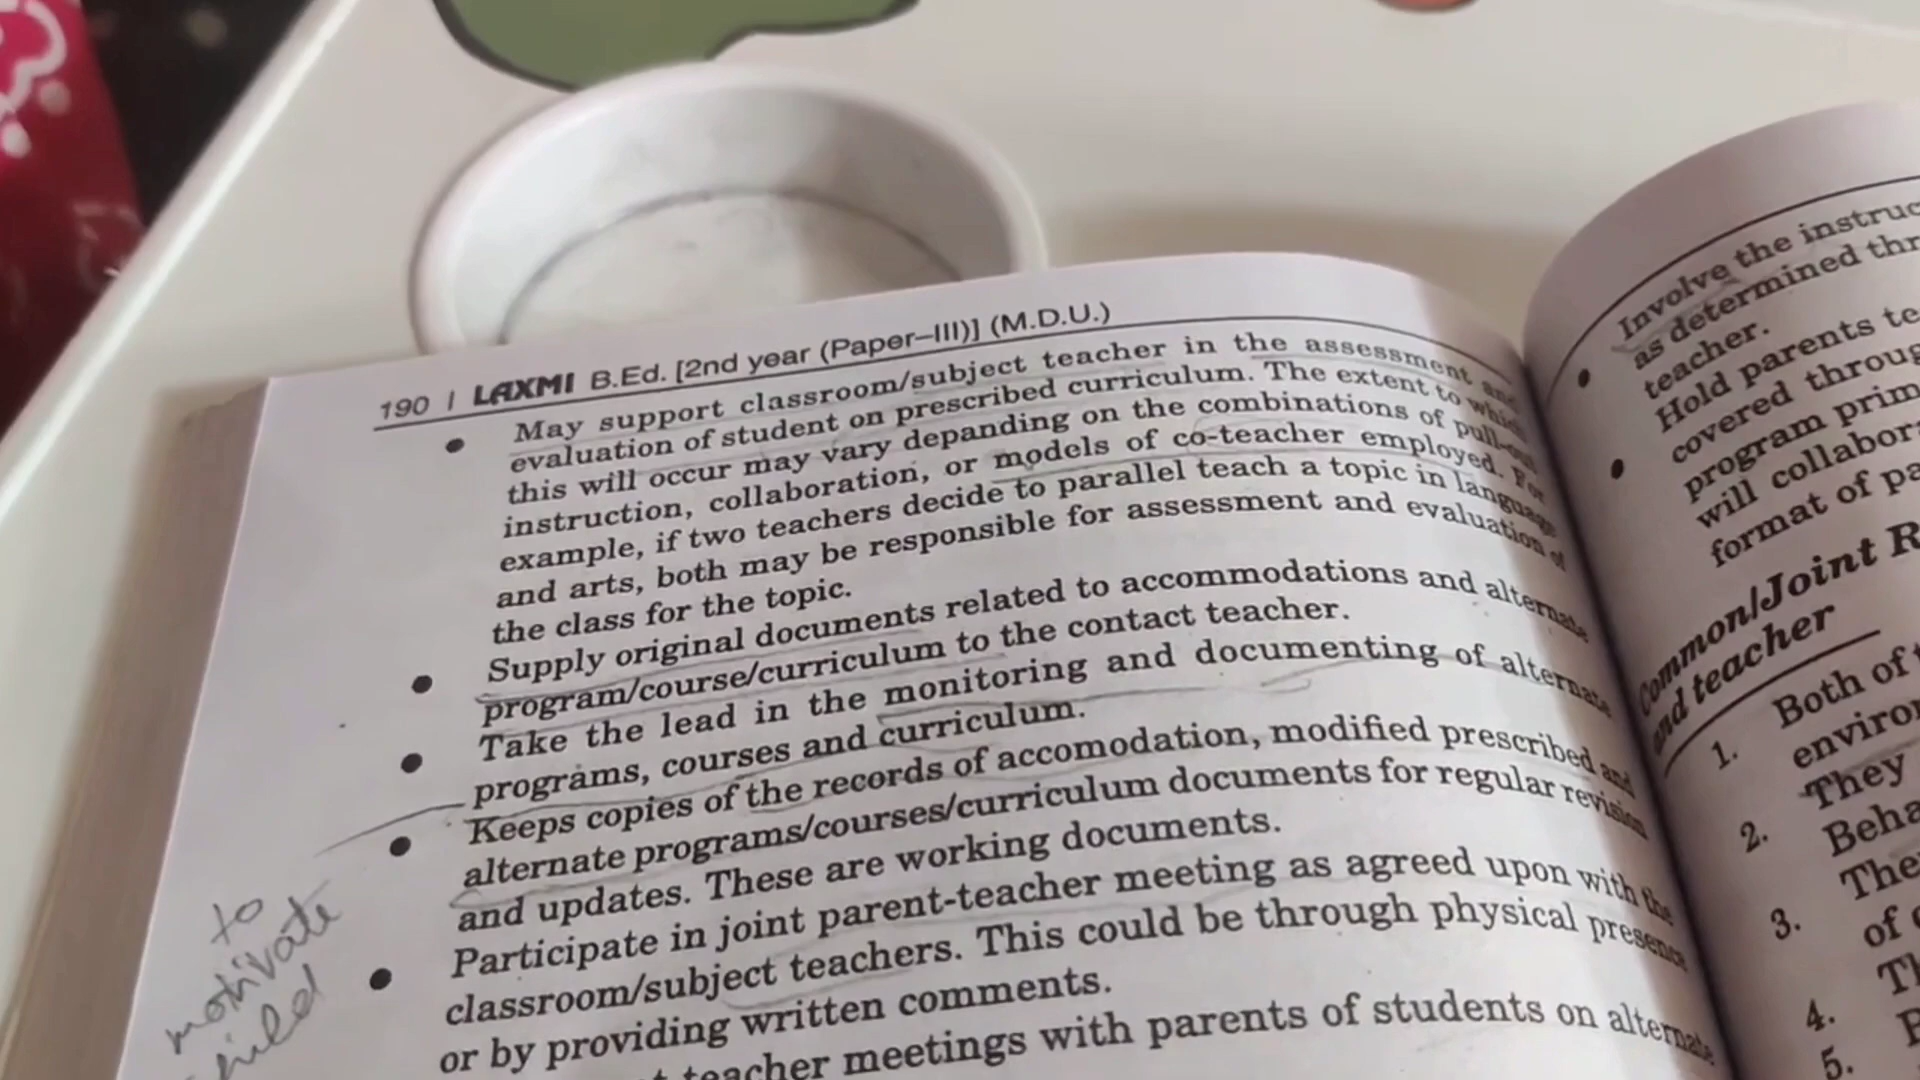 190 | LAXMI B.Ed. [2nd year (Paper–III)] (M.D.U.)
● May support classroom/subject teacher in the assessment and
evaluation of student on prescribed curriculum. The extent to which
this will occur may vary depanding on the combinations of pull-out
instruction, collaboration, or models of co-teacher employed. For
example, if two teachers decide to parallel teach a topic in language
and arts, both may be responsible for assessment and evaluation of
the class for the topic.
● Supply original documents related to accommodations and alternate
program/course/curriculum to the contact teacher.
● Take the lead in the monitoring and documenting of alternate
programs, courses and curriculum.
● Keeps copies of the records of accomodation, modified prescribed and
alternate programs/courses/curriculum documents for regular revision
and updates. These are working documents.
● Participate in joint parent-teacher meeting as agreed upon with the
classroom/subject teachers. This could be through physical presence
or by providing written comments.
teacher meetings with parents of students on alternate
to
motivate
child
● Involve the instruc
as determined thr
teacher.
● Hold parents te
covered throug
program prim
will collabor
format of pa
Common/Joint R
and teacher
1. Both of
environ
2. They
Beha
3. The
of
4. Th
5.